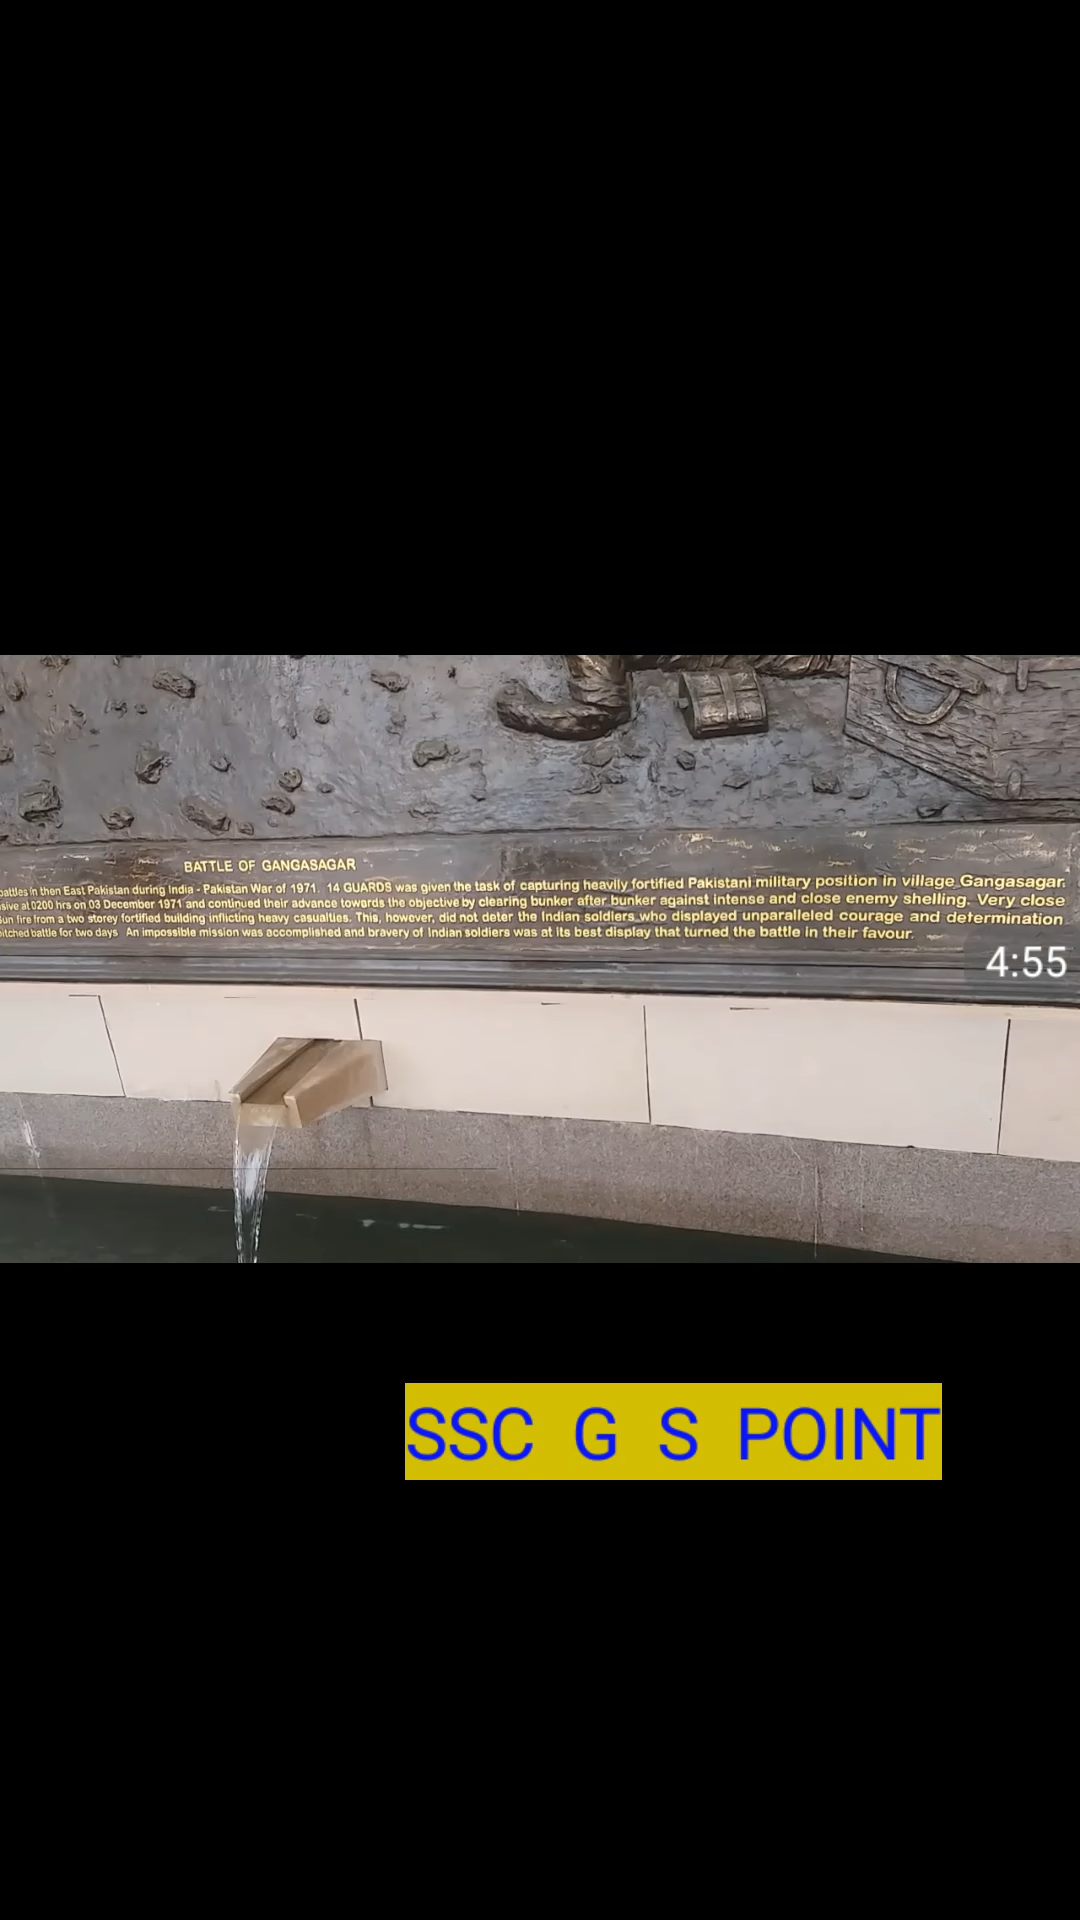 BATTLE OF GANGASAGAR
battles in then East Pakistan during India - Pakistan War of 1971. 14 GUARDS was given the task of capturing heavily fortified Pakistani military position in village Gangasagar.
at 0200 hrs on 03 December 1971 and continued their advance towards the objective by clearing bunker after bunker against intense and close enemy shelling. Very close
fire from a two storey fortified building inflicting heavy casualties. This, however, did not deter the Indian soldiers who displayed unparalleled courage and determination
battle for two days An impossible mission was accomplished and bravery of Indian soldiers was at its best display that turned the battle in their favour.
4:55
SSC G S POINT